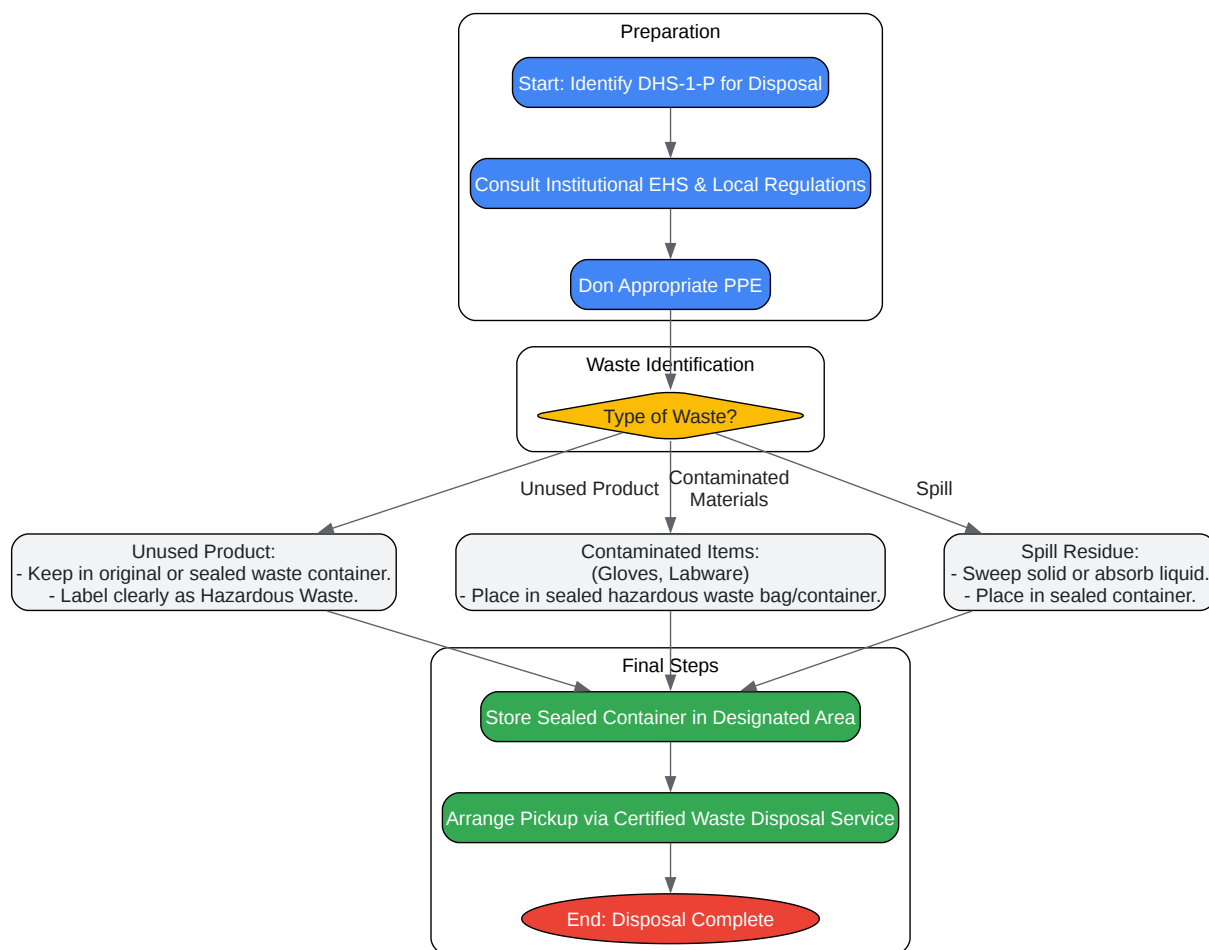 Preparation
Start: Identify DHS-1-P for Disposal
Consult Institutional EHS & Local Regulations
Don Appropriate PPE
Waste Identification
Type of Waste?
Unused Product
Contaminated
Materials
Spill
Unused Product:
- Keep in original or sealed waste container.
- Label clearly as Hazardous Waste.
Contaminated Items:
(Gloves, Labware)
- Place in sealed hazardous waste bag/container.
Spill Residue:
- Sweep solid or absorb liquid.
- Place in sealed container.
Final Steps
Store Sealed Container in Designated Area
Arrange Pickup via Certified Waste Disposal Service
End: Disposal Complete